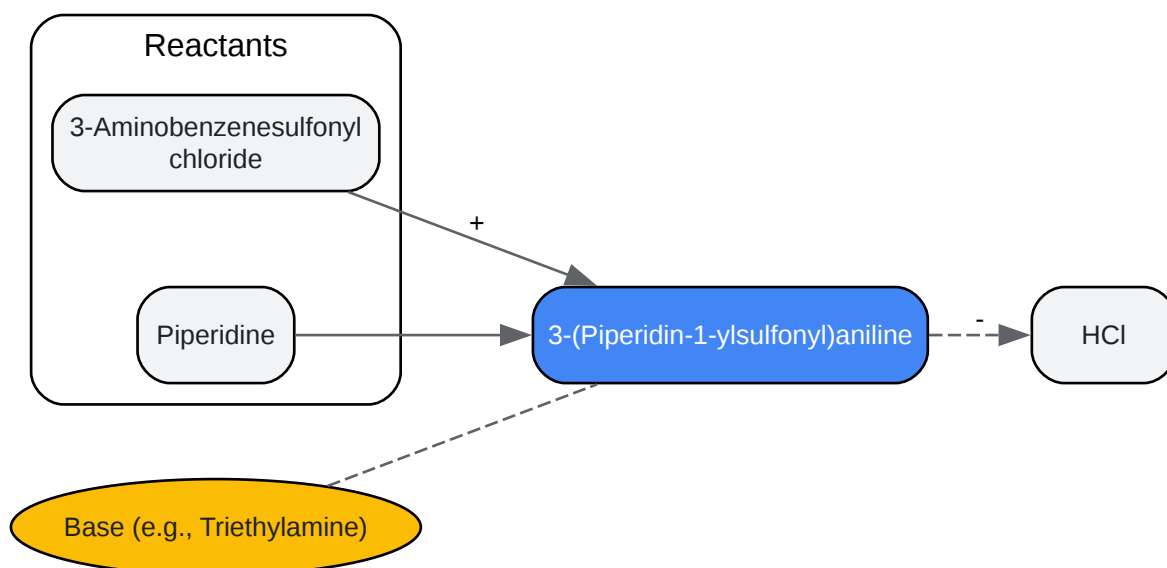 Reactants
3-Aminobenzenesulfonyl
chloride
+
Piperidine
3-(Piperidin-1-ylsulfonyl)aniline
-
HCl
Base (e.g., Triethylamine)